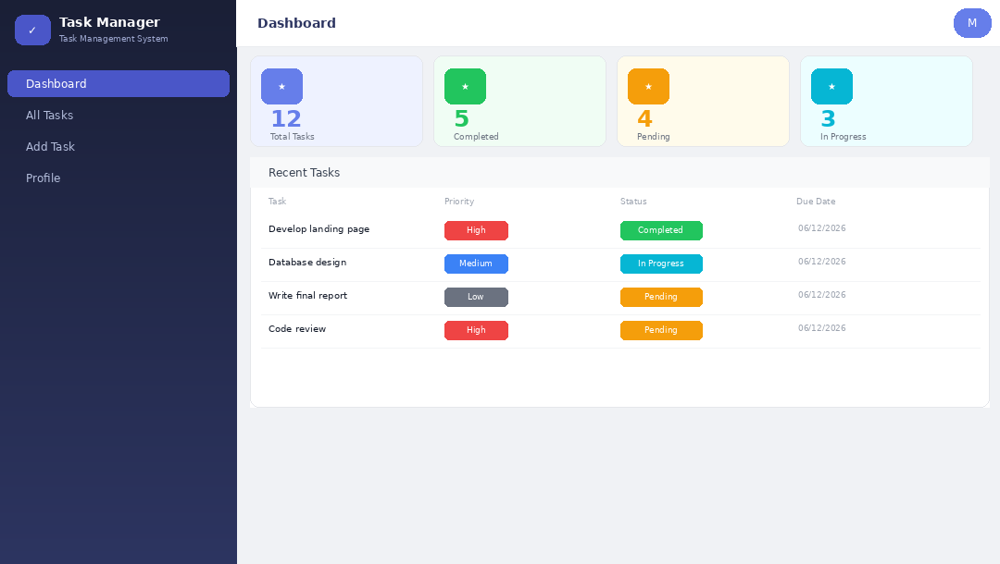 ✓
Task Manager
Task Management System
Dashboard
All Tasks
Add Task
Profile
Dashboard
M
★ ★ ★ ★
12 5 4 3
Total Tasks Completed Pending In Progress
Recent Tasks
Task Priority Status Due Date
Develop landing page High Completed 06/12/2026
Database design Medium In Progress 06/12/2026
Write final report Low Pending 06/12/2026
Code review High Pending 06/12/2026